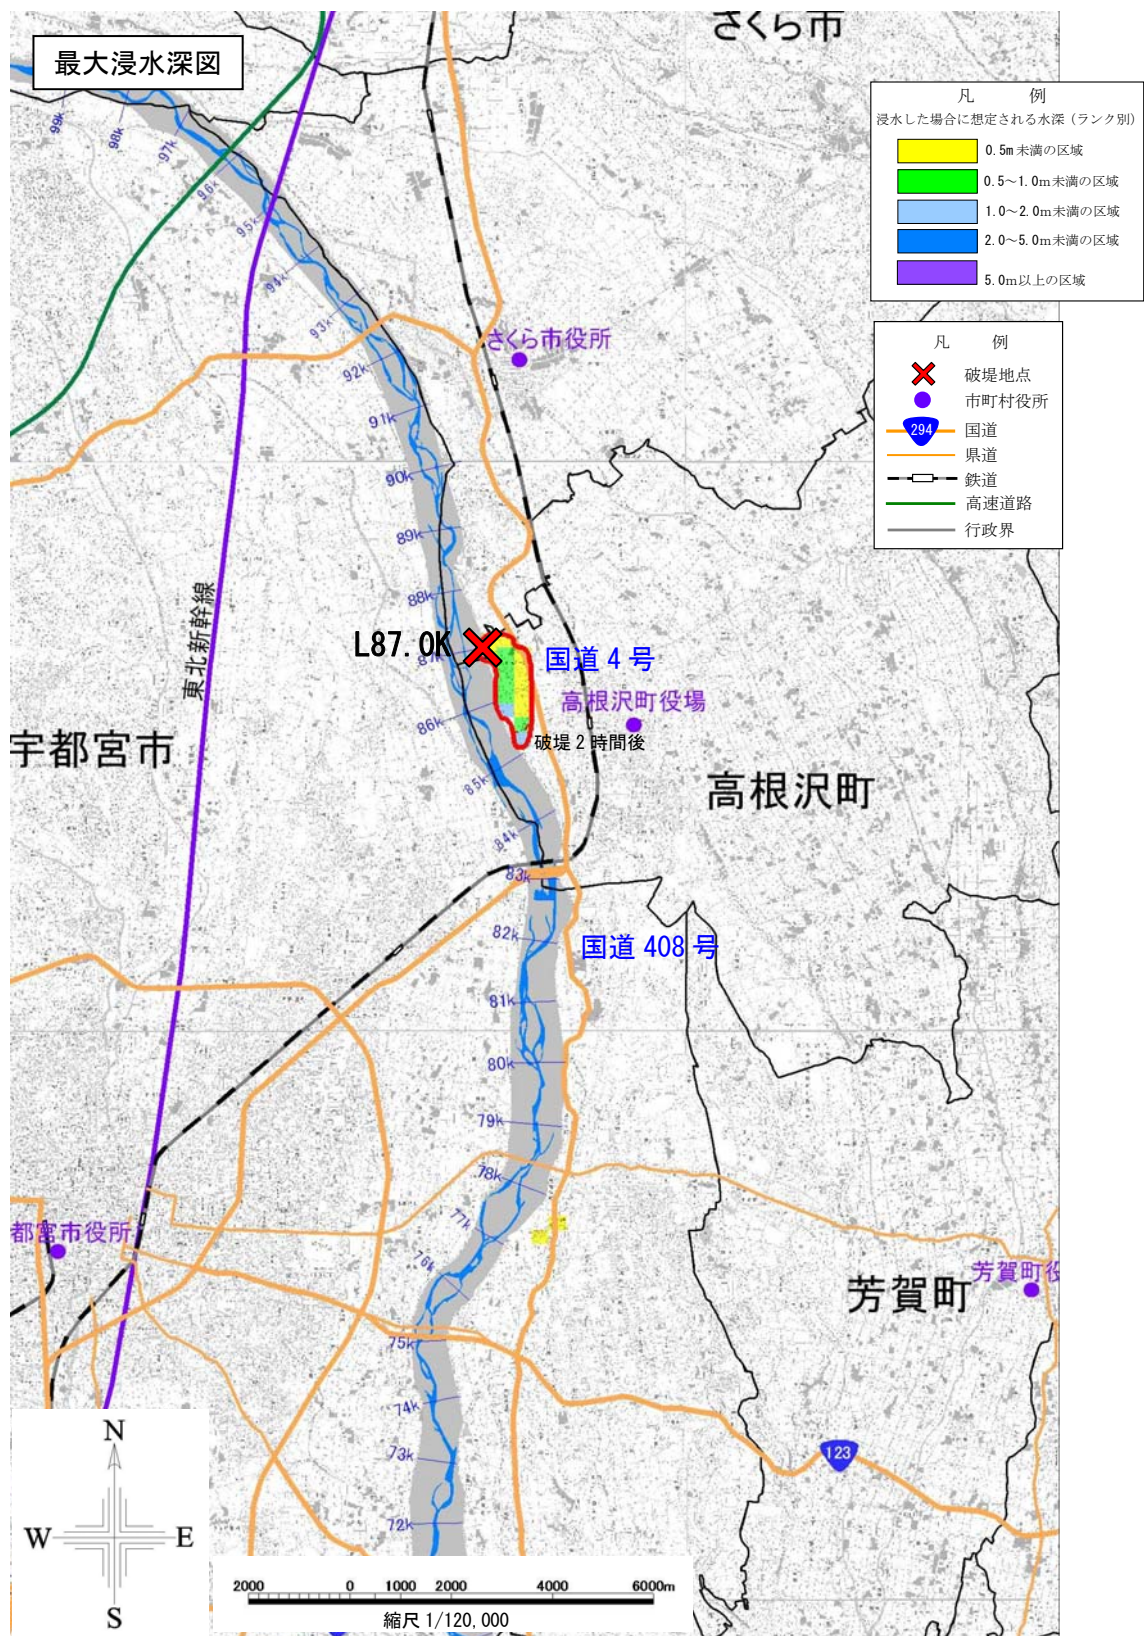 さくら市
最大浸水深図
凡 例
浸水した場合に想定される水深（ランク別）
0.5m未満の区域
0.5～1.0m未満の区域
1.0～2.0m未満の区域
2.0～5.0m未満の区域
5.0m以上の区域
凡 例
破堤地点
市町村役所
294
国道
県道
鉄道
高速道路
行政界
99k
98k
97k
96k
95k
94k
93k
さくら市役所
92k
91k
90k
89k
88k
東北新幹線
L87.0K
87k
国道4号
高根沢町役場
86k
破堤2時間後
宇都宮市
85k
高根沢町
84k
83k
82k
国道408号
81k
80k
79k
78k
77k
都宮市役所
76k
芳賀町役
芳賀町
75k
74k
73k
123
72k
N
W
E
S
2000 0 1000 2000 4000 6000m
縮尺 1/120,000